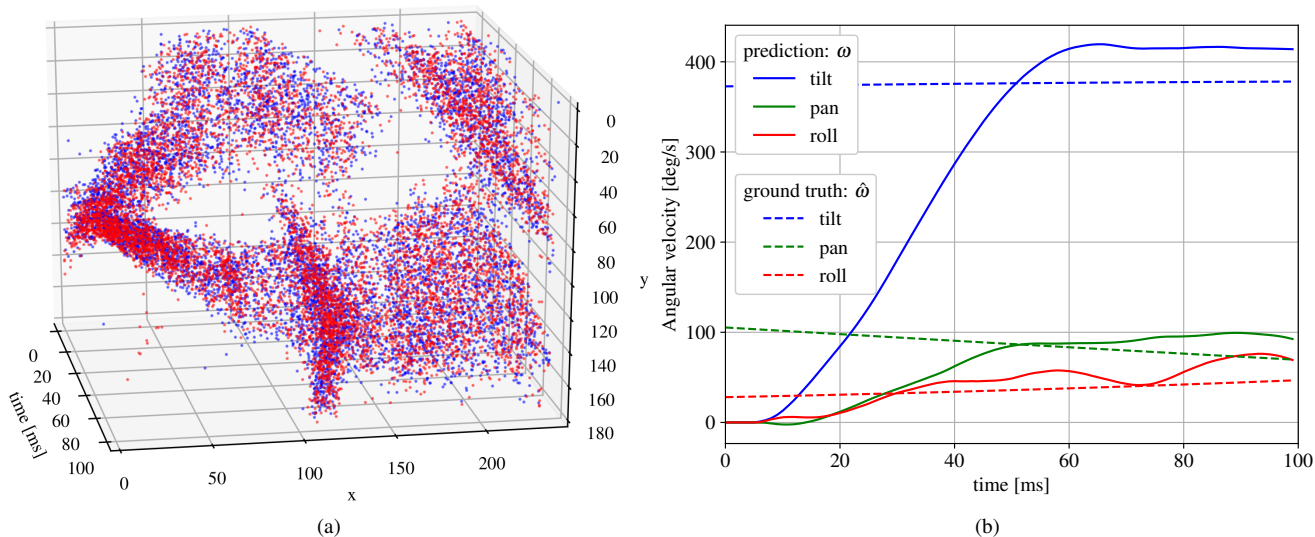 0
20
40
60
80
100
120
140
160
180
y
0
20
40
60
80
100
time [ms]
0
50
100
150
200
x
(a)
Angular velocity [deg/s]
400
300
200
100
0
prediction: ω
tilt
pan
roll
ground truth: ω̂
tilt
pan
roll
0
20
40
60
80
100
time [ms]
(b)